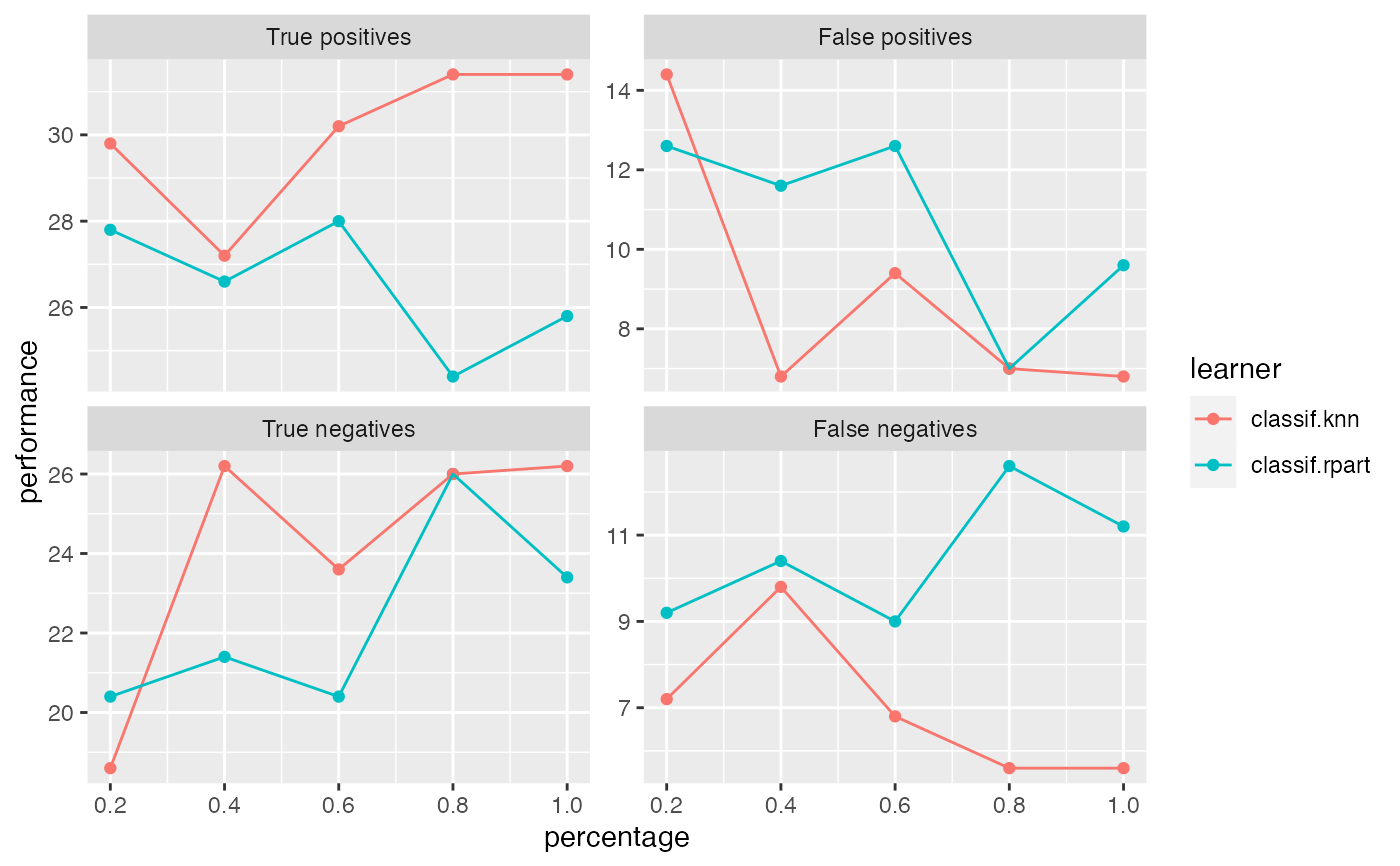 True positives
False positives
30
28
26
14
12
10
8
performance
True negatives
False negatives
26
24
22
20
11
9
7
0.2 0.4 0.6 0.8 1.0
0.2 0.4 0.6 0.8 1.0
percentage
learner
classif.knn
classif.rpart